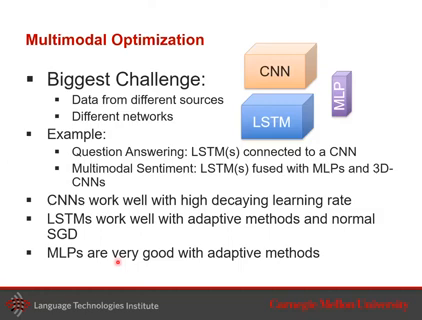 Multimodal Optimization
Biggest Challenge:
Data from different sources
Different networks
Example:
Question Answering: LSTM(s) connected to a CNN
Multimodal Sentiment: LSTM(s) fused with MLPs and 3D-
CNNs
CNNs work well with high decaying learning rate
LSTMs work well with adaptive methods and normal
SGD
MLPs are very good with adaptive methods
CNN
LSTM
MLP
Language Technologies Institute
Carnegie Mellon University